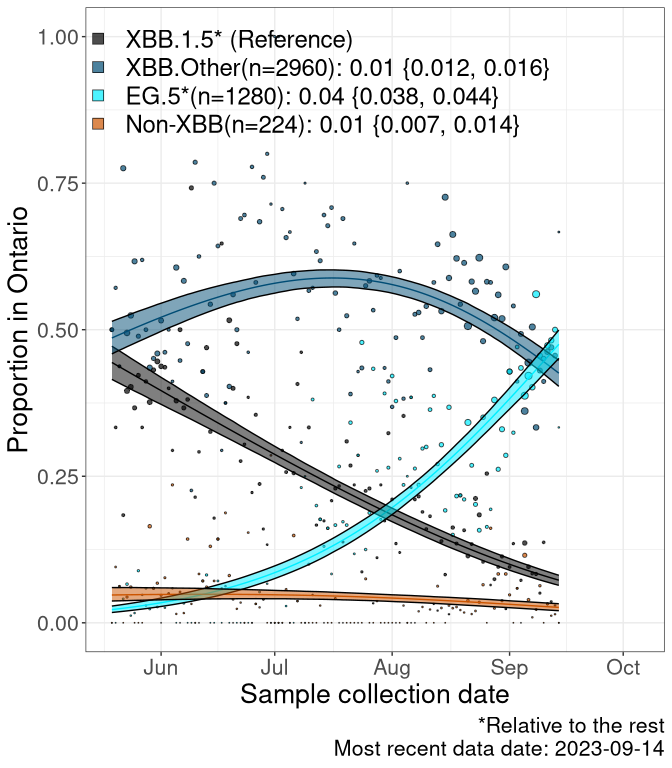 1.00
0.75
0.50
0.25
0.00
Proportion in Ontario
XBB.1.5* (Reference)
XBB.Other(n=2960): 0.01 {0.012, 0.016}
EG.5*(n=1280): 0.04 {0.038, 0.044}
Non-XBB(n=224): 0.01 {0.007, 0.014}
Jun Jul Aug Sep Oct
Sample collection date
*Relative to the rest
Most recent data date: 2023-09-14